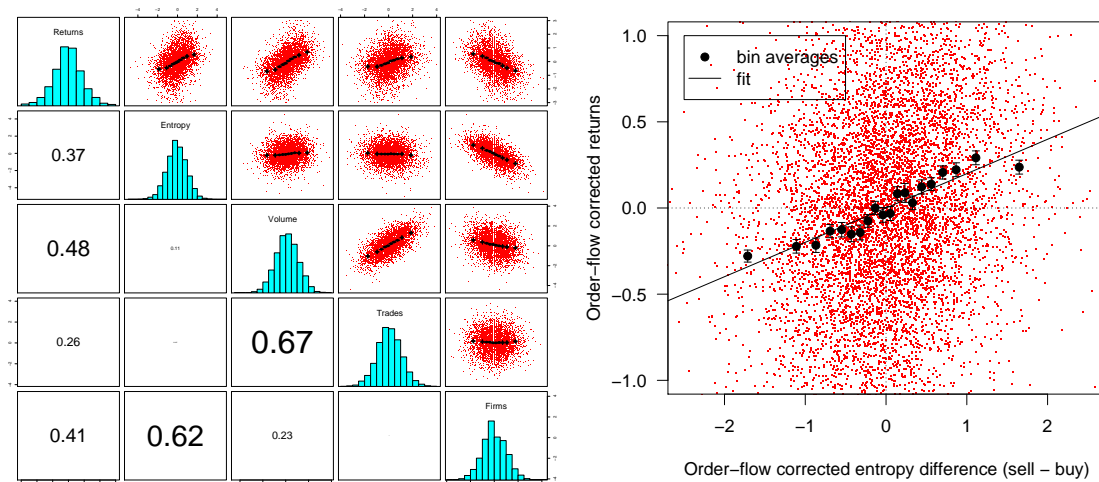 Returns
Entropy
0.37
Volume
0.48
0.11
Trades
0.26
0.67
Firms
0.41
0.62
0.23
bin averages
fit
1.0
0.5
0.0
−0.5
−1.0
−2
−1
0
1
2
Order−flow corrected returns
Order−flow corrected entropy difference (sell − buy)